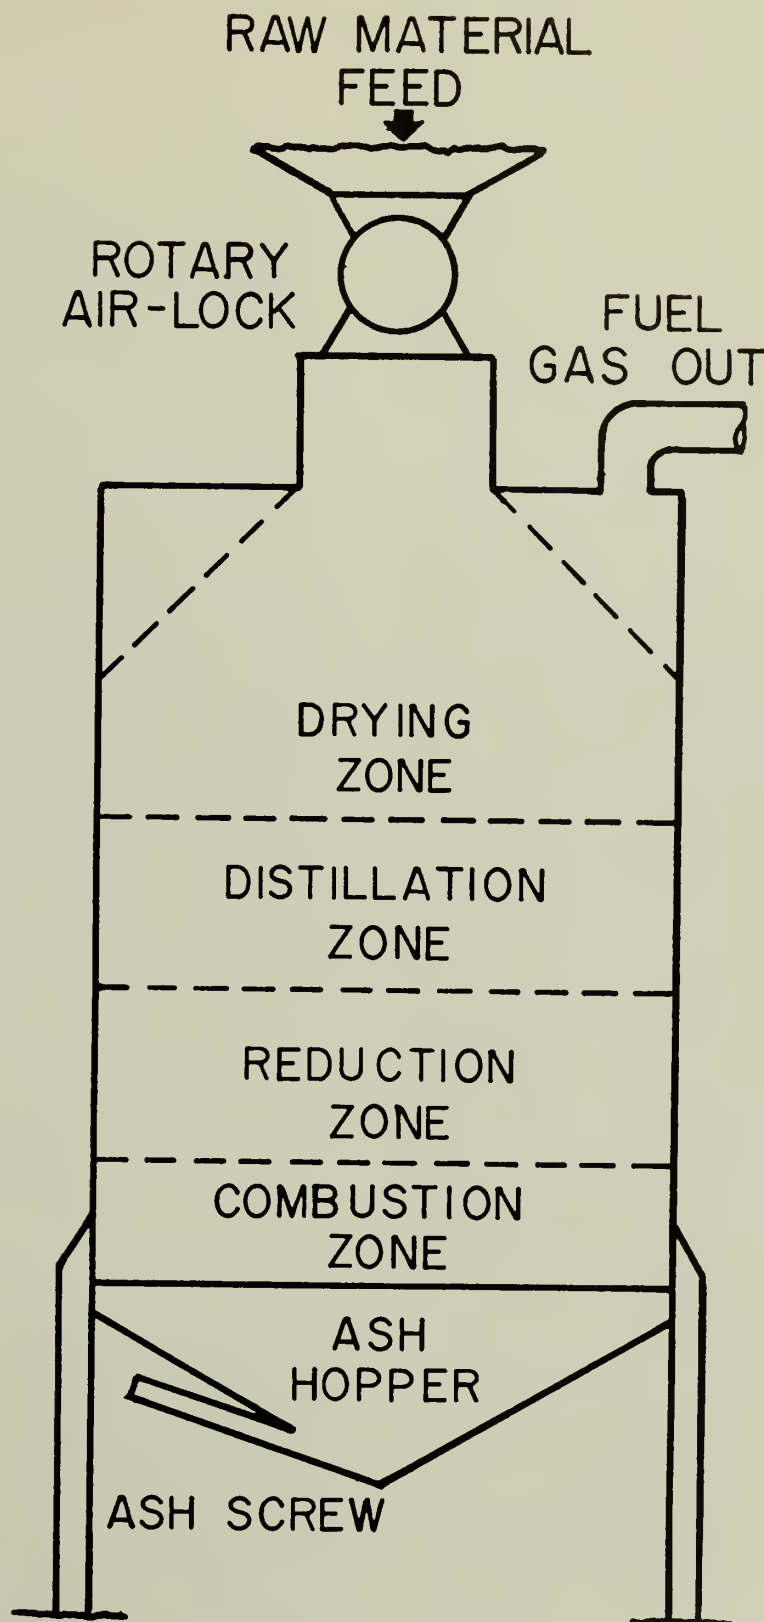 RAW MATERIAL
FEED
ROTARY
AIR-LOCK
FUEL
GAS OUT
DRYING
ZONE
DISTILLATION
ZONE
REDUCTION
ZONE
COMBUSTION
ZONE
ASH
HOPPER
ASH SCREW